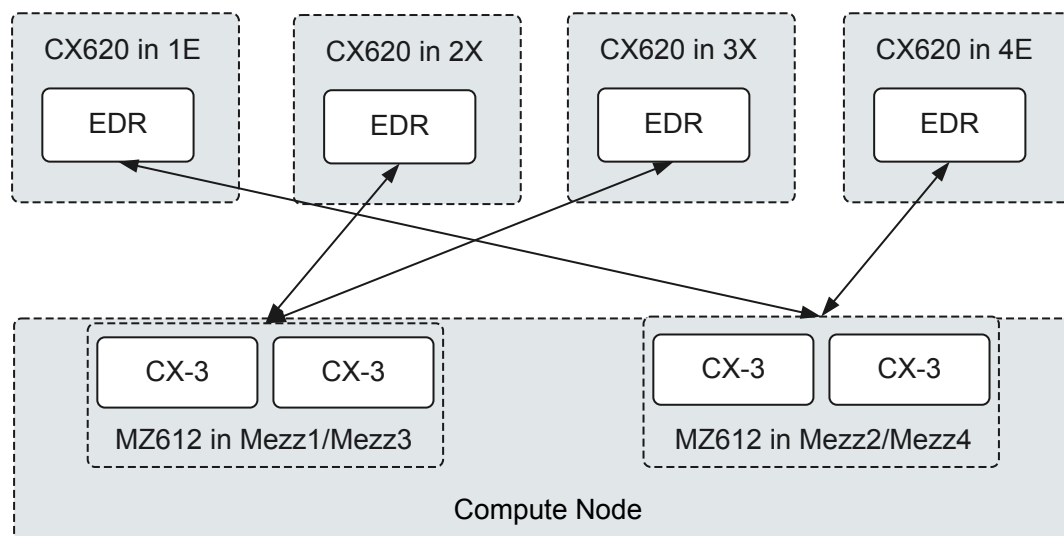 CX620 in 1E
CX620 in 2X
CX620 in 3X
CX620 in 4E
EDR
EDR
EDR
EDR
CX-3
CX-3
CX-3
CX-3
MZ612 in Mezz1/Mezz3
MZ612 in Mezz2/Mezz4
Compute Node